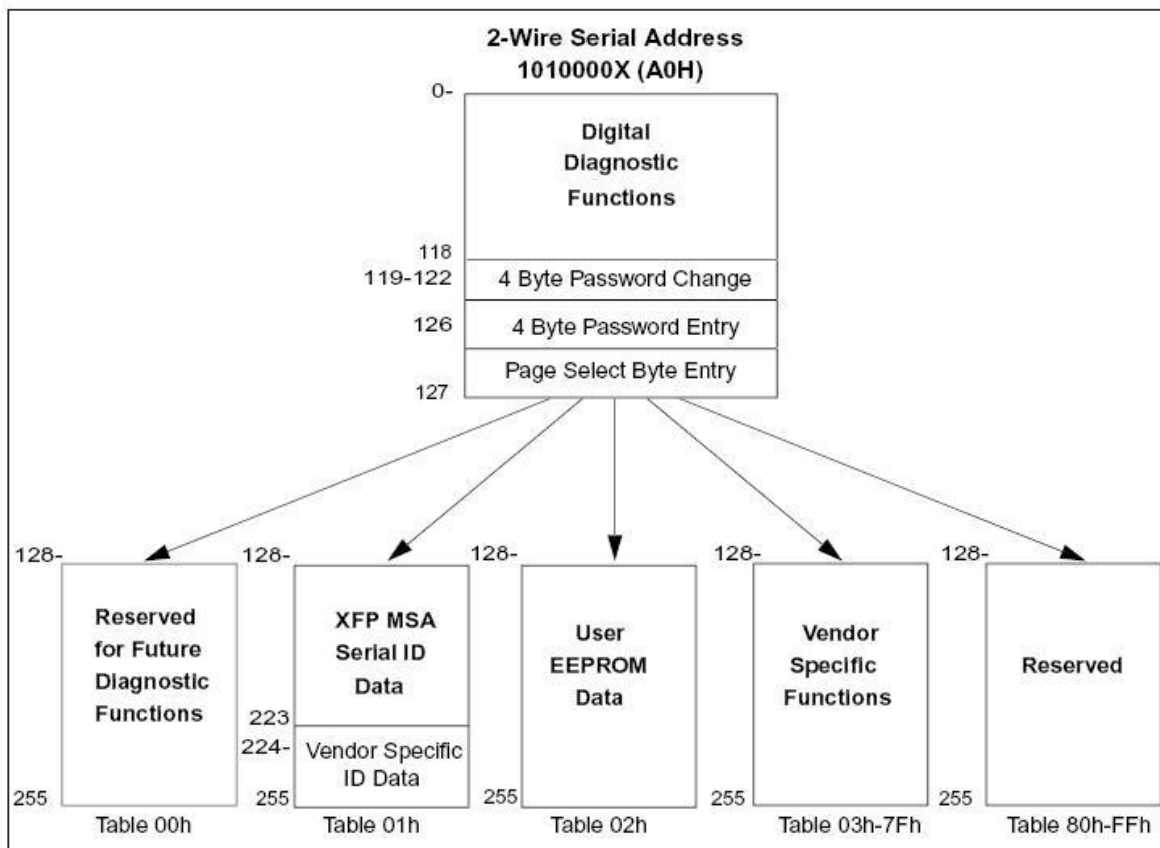 2-Wire Serial Address
1010000X (A0H)
0-
Digital
Diagnostic
Functions
118
119-122
4 Byte Password Change
126
4 Byte Password Entry
Page Select Byte Entry
127
128-
Reserved
for Future
Diagnostic
Functions
255
Table 00h
128-
XFP MSA
Serial ID
Data
223
224-
Vendor Specific
ID Data
255
Table 01h
128-
User
EEPROM
Data
255
Table 02h
128-
Vendor
Specific
Functions
255
Table 03h-7Fh
128-
Reserved
255
Table 80h-FFh